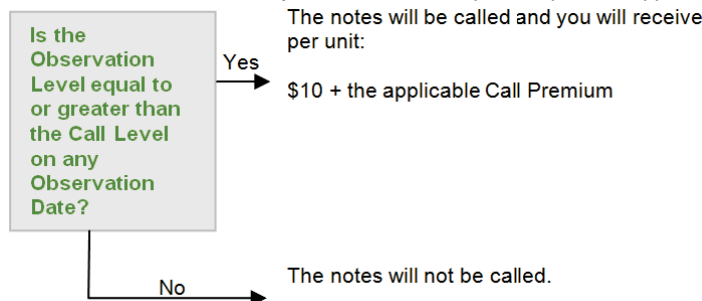 Is the
Observation
Level equal to
or greater than
the Call Level
on any
Observation
Date?
Yes
The notes will be called and you will receive
per unit:
$10 + the applicable Call Premium
No
The notes will not be called.